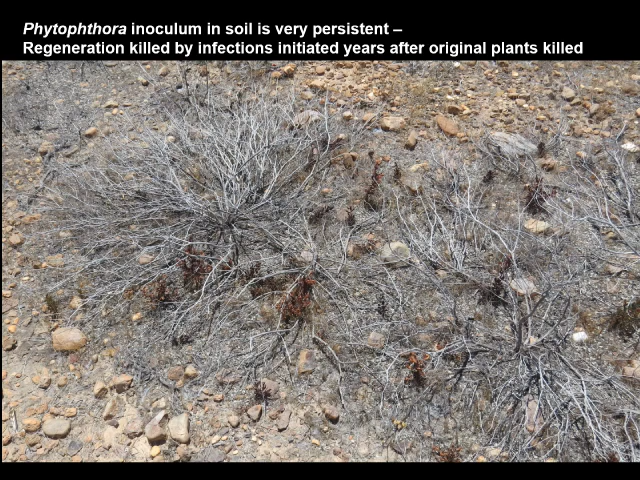 Phytophthora inoculum in soil is very persistent –
Regeneration killed by infections initiated years after original plants killed